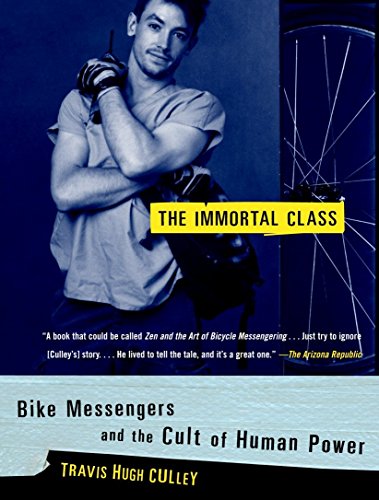 THE IMMORTAL CLASS
"A book that could be called Zen and the Art of Bicycle Messengering . . . Just try to ignore
[Culley's] story. . . . He lived to tell the tale, and it's a great one." —The Arizona Republic
Bike Messengers
and the Cult of Human Power
TRAVIS HUGH CULLEY